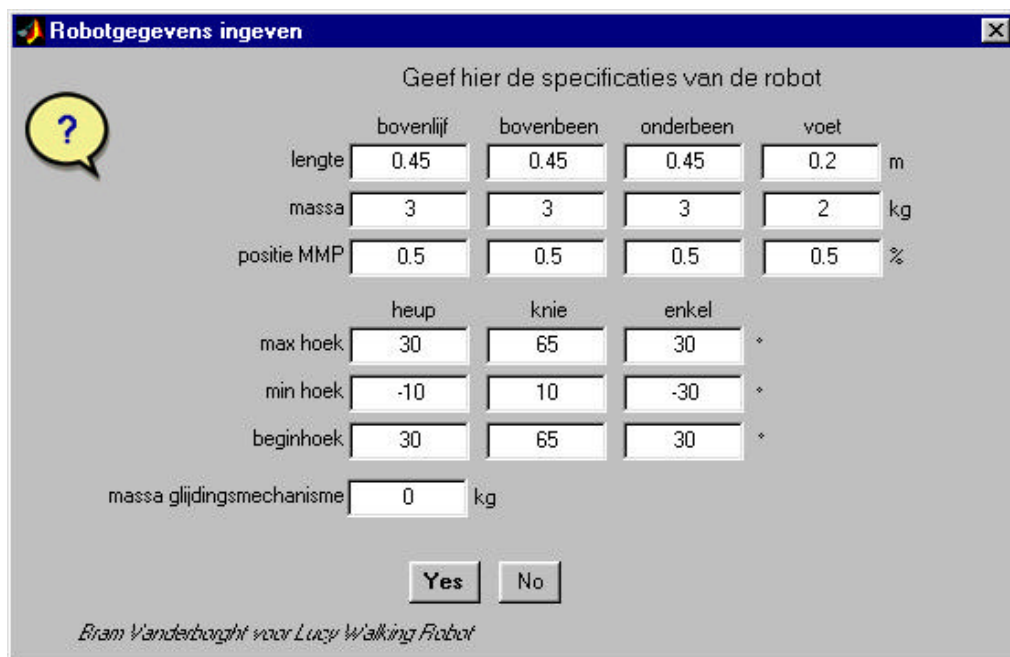 Robotgegevens ingeven
Geef hier de specificaties van de robot
?
bovenlijf bovenbeen onderbeen voet
lengte 0.45 0.45 0.45 0.2 m
massa 3 3 3 2 kg
positie MMP 0.5 0.5 0.5 0.5 %
heup knie enkel
max hoek 30 65 30 °
min hoek -10 10 -30 °
beginhoek 30 65 30 °
massa glijdingsmechanisme 0 kg
Yes No
Bram Vanderborght voor Lucy Walking Robot